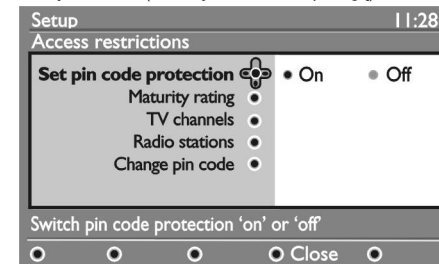 Setup 11:28
Access restrictions
Set pin code protection On Off
Maturity rating
TV channels
Radio stations
Change pin code
Switch pin code protection 'on' or 'off'
Close